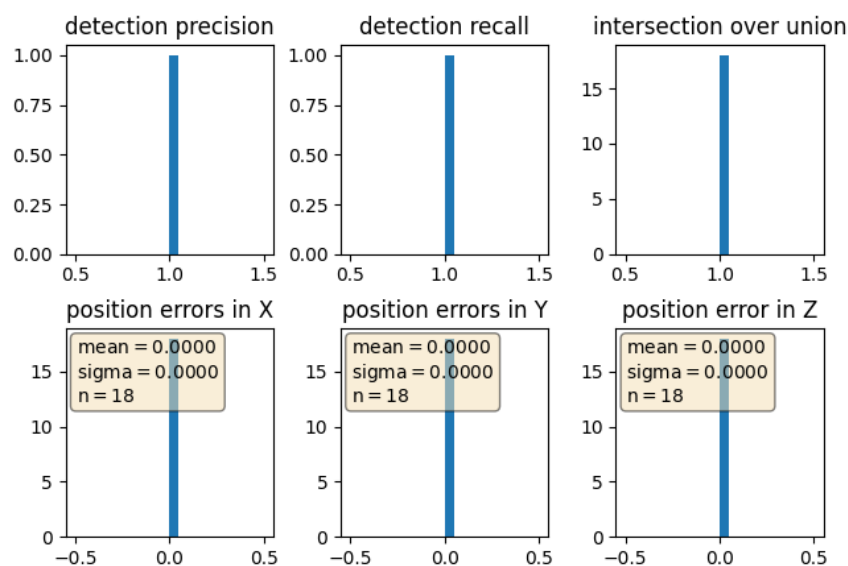 detection precision
detection recall
intersection over union
1.00
0.75
0.50
0.25
0.00
0.5 1.0 1.5
1.00
0.75
0.50
0.25
0.00
0.5 1.0 1.5
15
10
5
0
0.5 1.0 1.5
position errors in X
position errors in Y
position error in Z
mean = 0.0000
sigma = 0.0000
n = 18
15
10
5
0
−0.5 0.0 0.5
mean = 0.0000
sigma = 0.0000
n = 18
15
10
5
0
−0.5 0.0 0.5
mean = 0.0000
sigma = 0.0000
n = 18
15
10
5
0
−0.5 0.0 0.5